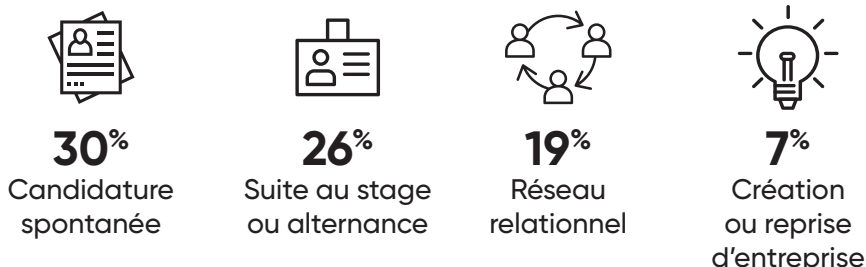 30%
Candidature
spontanée
26%
Suite au stage
ou alternance
19%
Réseau
relationnel
7%
Création
ou reprise
d'entreprise